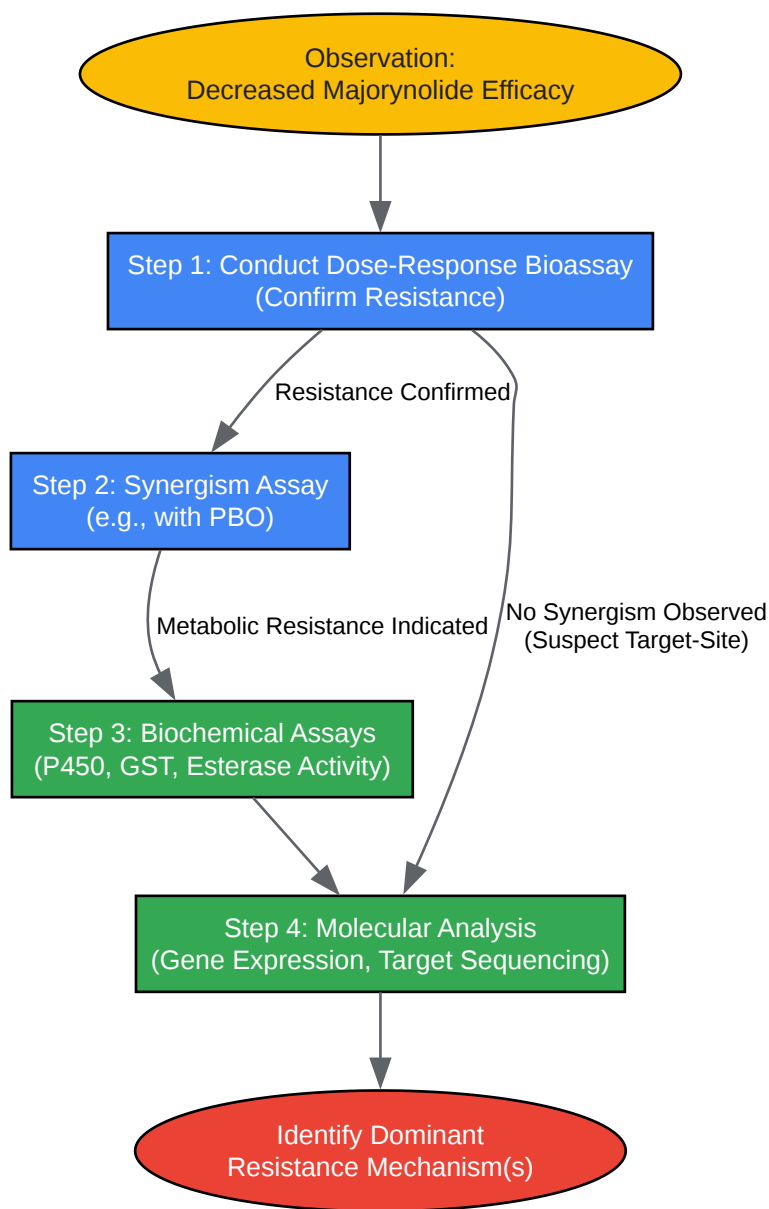 Observation:
Decreased Majorynolide Efficacy
Step 1: Conduct Dose-Response Bioassay
(Confirm Resistance)
Resistance Confirmed
Step 2: Synergism Assay
(e.g., with PBO)
No Synergism Observed
(Suspect Target-Site)
Metabolic Resistance Indicated
Step 3: Biochemical Assays
(P450, GST, Esterase Activity)
Step 4: Molecular Analysis
(Gene Expression, Target Sequencing)
Identify Dominant
Resistance Mechanism(s)